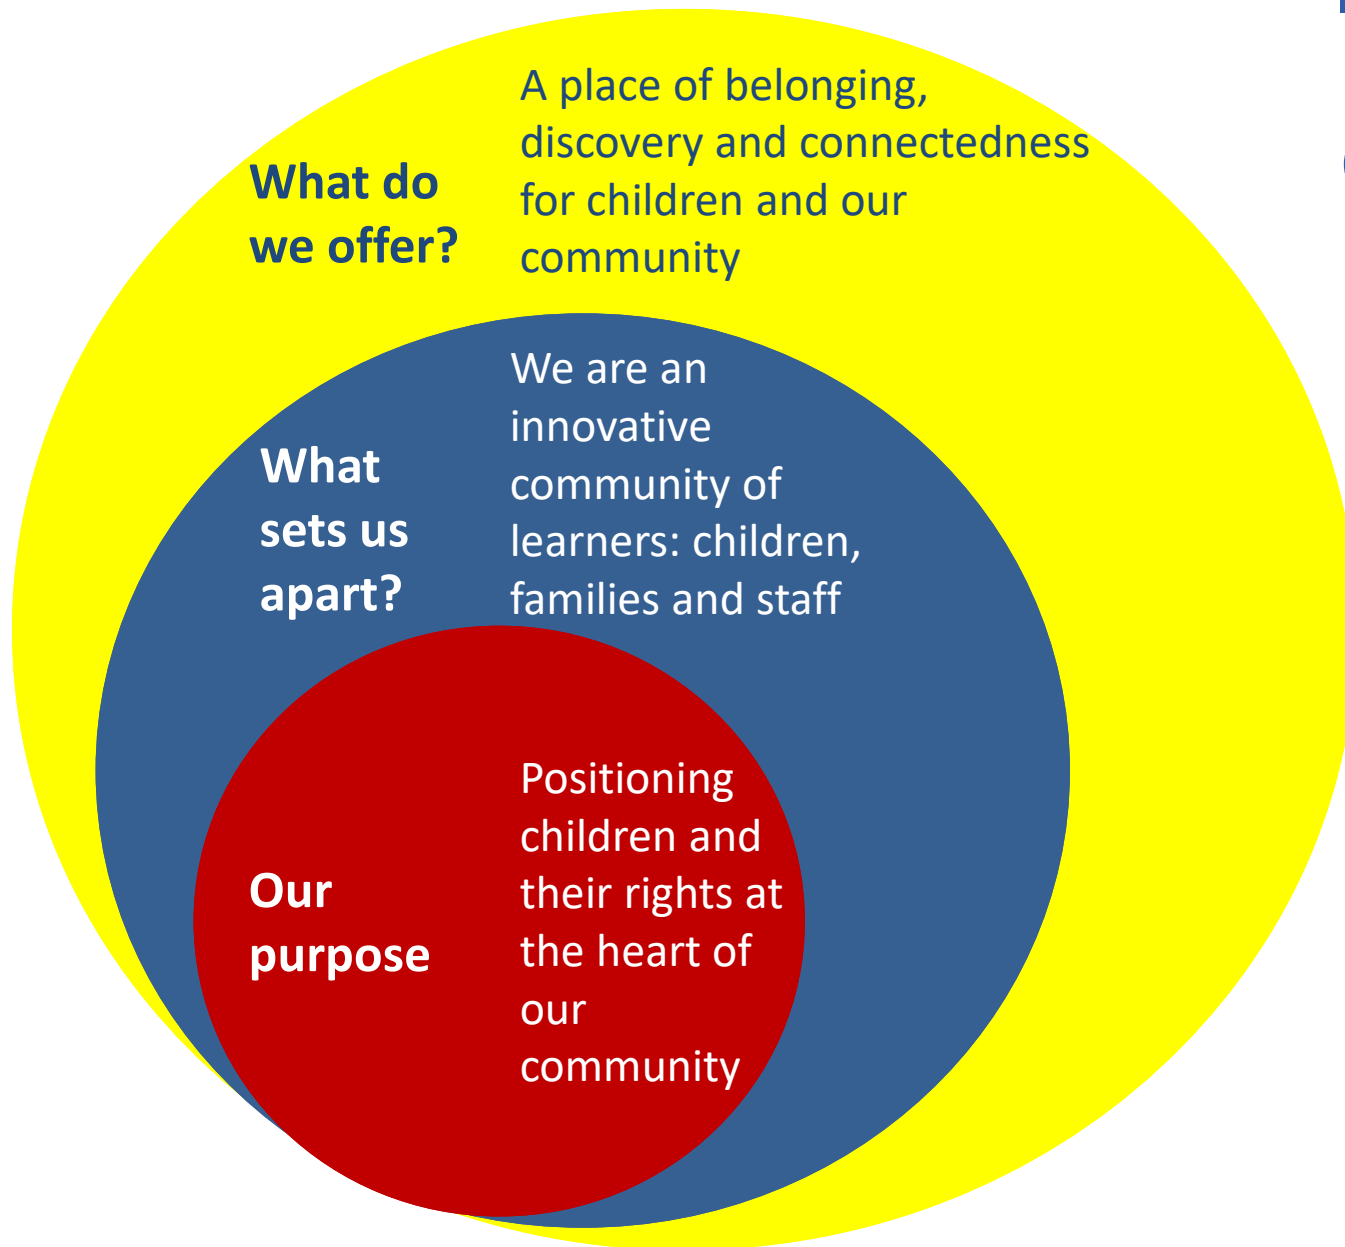 What do
we offer?
A place of belonging,
discovery and connectedness
for children and our
community
What
sets us
apart?
We are an
innovative
community of
learners: children,
families and staff
Our
purpose
Positioning
children and
their rights at
the heart of
our
community